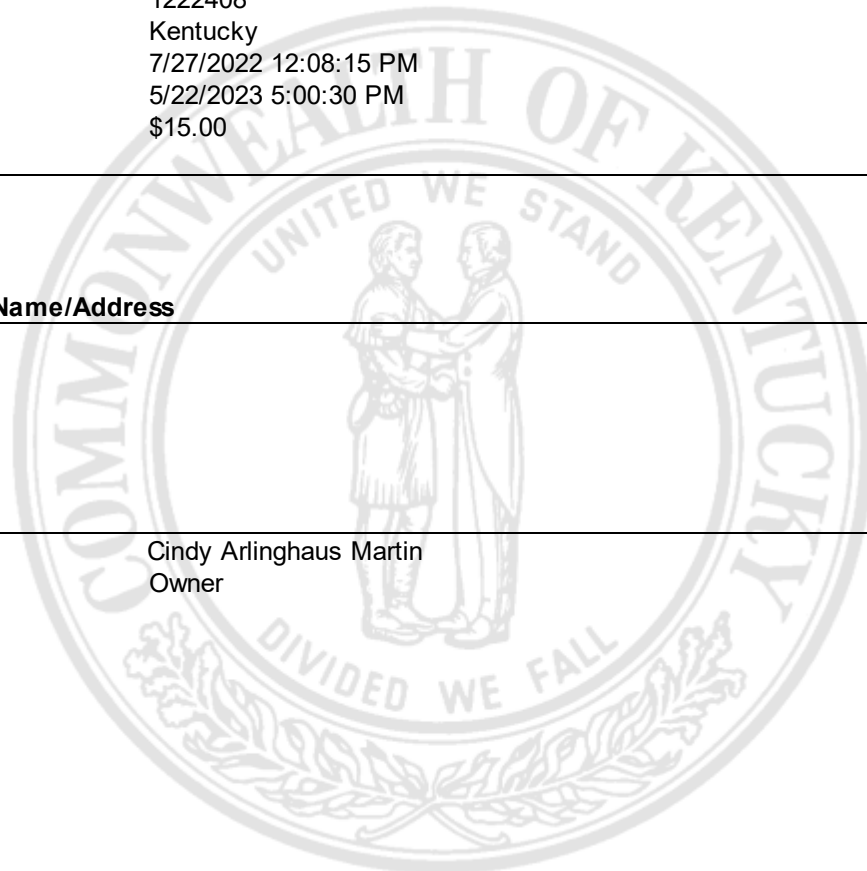 1222408
Kentucky
7/27/2022 12:08:15 PM
5/22/2023 5:00:30 PM
$15.00
Name/Address
Cindy Arlinghaus Martin
Owner
COMMONWEALTH OF KENTUCKY
UNITED WE STAND
DIVIDED WE FALL